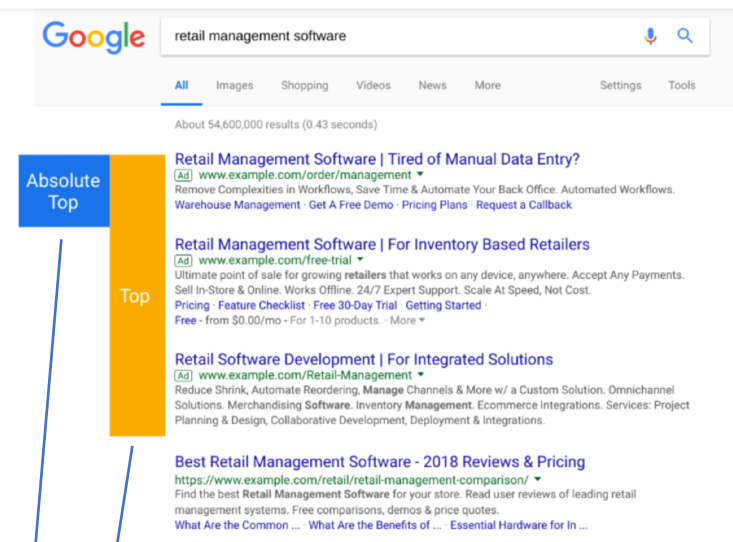 Google retail management software
All Images Shopping Videos News More Settings Tools
About 54,600,000 results (0.43 seconds)
Absolute
Top
Top
Retail Management Software | Tired of Manual Data Entry?
Ad www.example.com/order/management
Remove Complexities in Workflows, Save Time & Automate Your Back Office. Automated Workflows.
Warehouse Management · Get A Free Demo · Pricing Plans · Request a Callback
Retail Management Software | For Inventory Based Retailers
Ad www.example.com/free-trial
Ultimate point of sale for growing retailers that works on any device, anywhere. Accept Any Payments.
Sell In-Store & Online. Works Offline. 24/7 Expert Support. Scale At Speed, Not Cost.
Pricing · Feature Checklist · Free 30-Day Trial · Getting Started ·
Free - from $0.00/mo - For 1-10 products. - More
Retail Software Development | For Integrated Solutions
Ad www.example.com/Retail-Management
Reduce Shrink, Automate Reordering, Manage Channels & More w/ a Custom Solution. Omnichannel
Solutions. Merchandising Software. Inventory Management. Ecommerce Integrations. Services: Project
Planning & Design, Collaborative Development, Deployment & Integrations.
Best Retail Management Software - 2018 Reviews & Pricing
https://www.example.com/retail/retail-management-comparison/
Find the best Retail Management Software for your store. Read user reviews of leading retail
management systems. Free comparisons, demos & price quotes.
What Are the Common ... · What Are the Benefits of ... · Essential Hardware for In ...